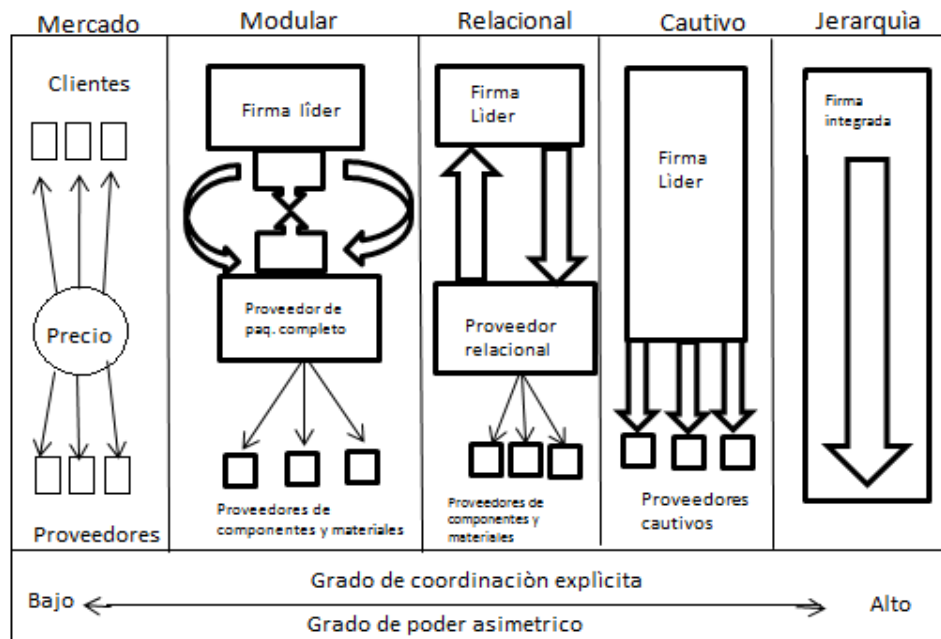 Mercado
Modular
Relacional
Cautivo
Jerarquìa
Clientes
Precio
Proveedores
Firma lîder
Proveedor de
paq. completo
Proveedores de
componentes y materiales
Firma
Lìder
Proveedor
relacional
Proveedores de
componentes y
materiales
Firma
Lìder
Proveedores
cautivos
Firma
integrada
Grado de coordinaciòn explìcita
Bajo
Alto
Grado de poder asimetrico